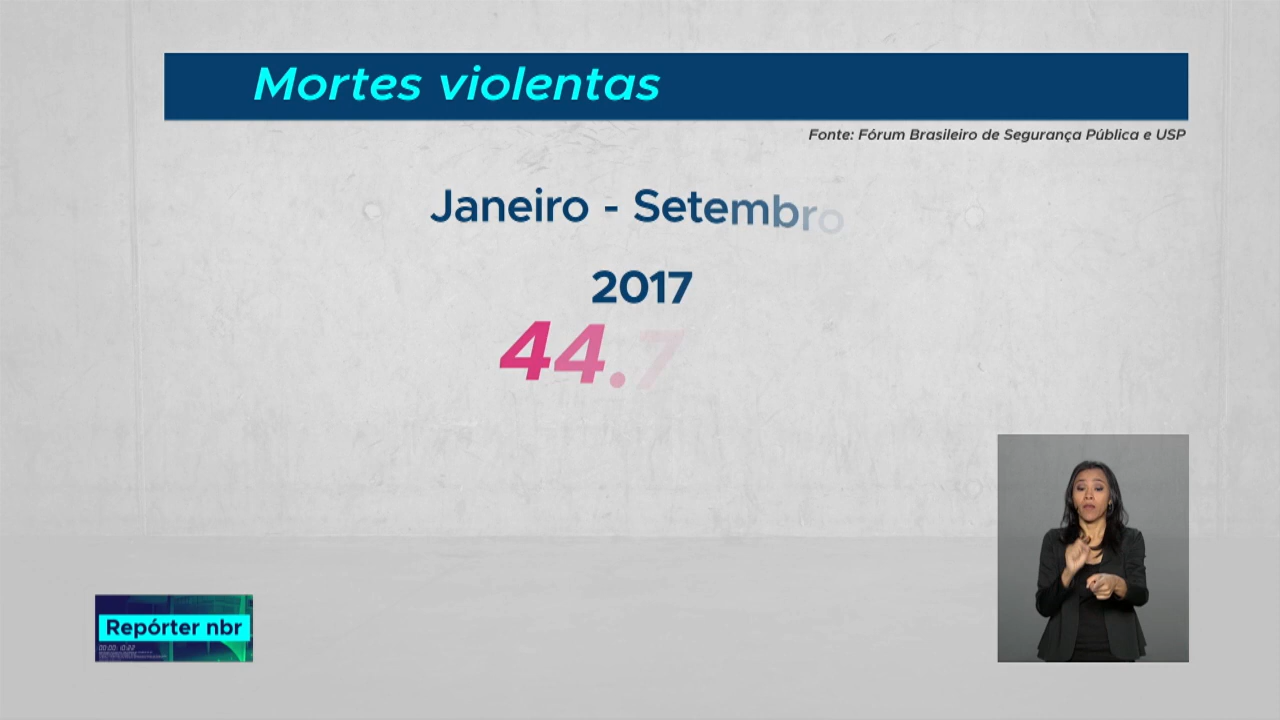 Mortes violentas
Fonte: Fórum Brasileiro de Segurança Pública e USP
Janeiro - Setembro
2017
44.7
Repórter nbr